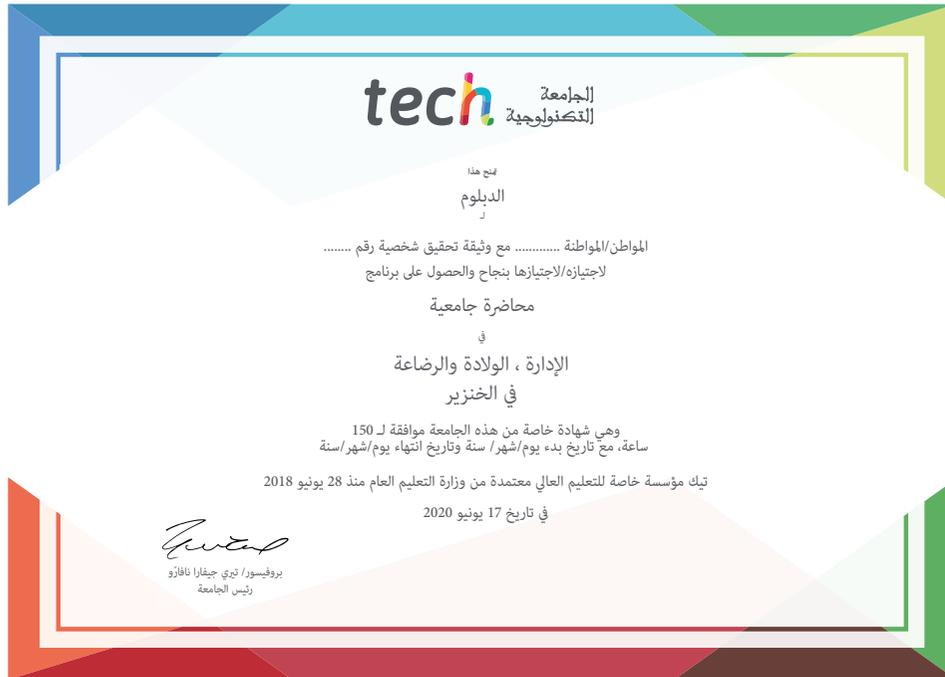 tech الجامعة
التكنولوجية
تمنح هذا
الدبلوم
لـ
المواطن/المواطنة ............. مع وثيقة تحقيق شخصية رقم ........
لاجتيازه/لاجتيازها بنجاح والحصول على برنامج
محاضرة جامعية
في
الإدارة ، الولادة والرضاعة
في الخنزير
وهي شهادة خاصة من هذه الجامعة موافقة لـ 150
ساعة، مع تاريخ بدء يوم/شهر/ سنة وتاريخ انتهاء يوم/شهر/سنة
تيك مؤسسة خاصة للتعليم العالي معتمدة من وزارة التعليم العام منذ 28 يونيو 2018
في تاريخ 17 يونيو 2020
بروفيسور/ تيري جيفارا نافارّو
رئيس الجامعة